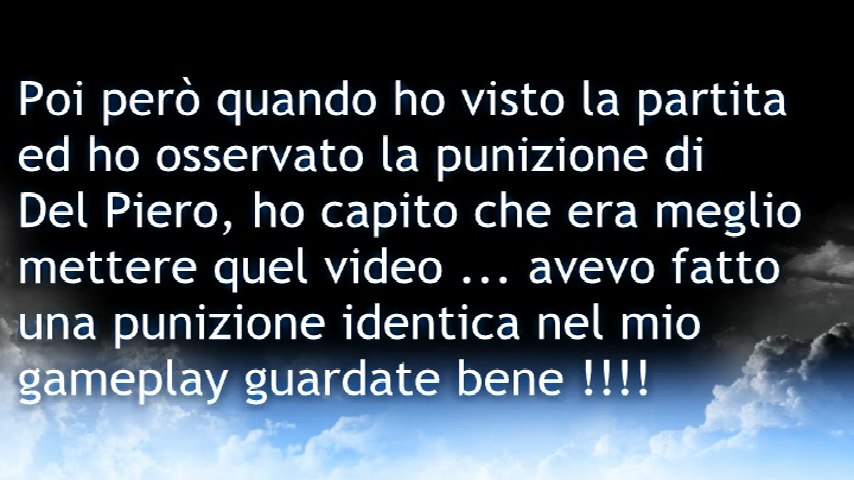 Poi però quando ho visto la partita
ed ho osservato la punizione di
Del Piero, ho capito che era meglio
mettere quel video ... avevo fatto
una punizione identica nel mio
gameplay guardate bene !!!!